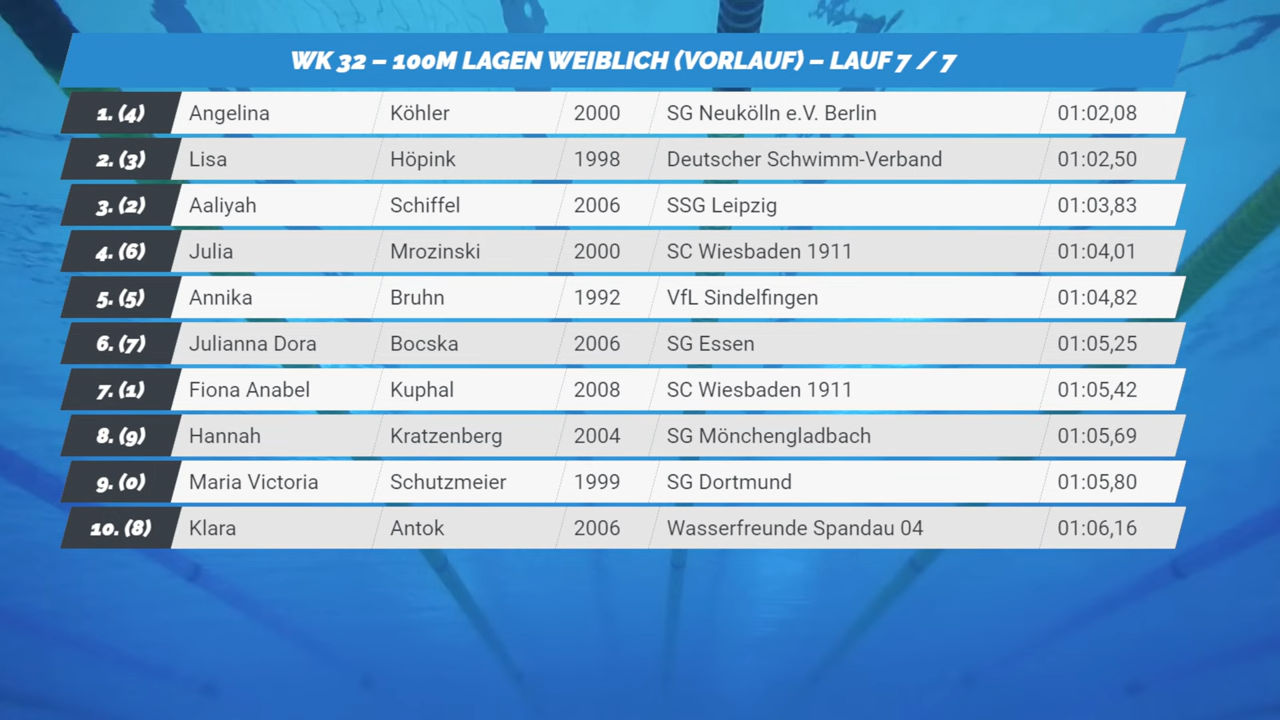 WK 32 – 100M LAGEN WEIBLICH (VORLAUF) – LAUF 7 / 7
1. (4) Angelina Köhler 2000 SG Neukölln e.V. Berlin 01:02,08
2. (3) Lisa Höpink 1998 Deutscher Schwimm-Verband 01:02,50
3. (2) Aaliyah Schiffel 2006 SSG Leipzig 01:03,83
4. (6) Julia Mrozinski 2000 SC Wiesbaden 1911 01:04,01
5. (5) Annika Bruhn 1992 VfL Sindelfingen 01:04,82
6. (7) Julianna Dora Bocska 2006 SG Essen 01:05,25
7. (1) Fiona Anabel Kuphal 2008 SC Wiesbaden 1911 01:05,42
8. (9) Hannah Kratzenberg 2004 SG Mönchengladbach 01:05,69
9. (0) Maria Victoria Schutzmeier 1999 SG Dortmund 01:05,80
10. (8) Klara Antok 2006 Wasserfreunde Spandau 04 01:06,16